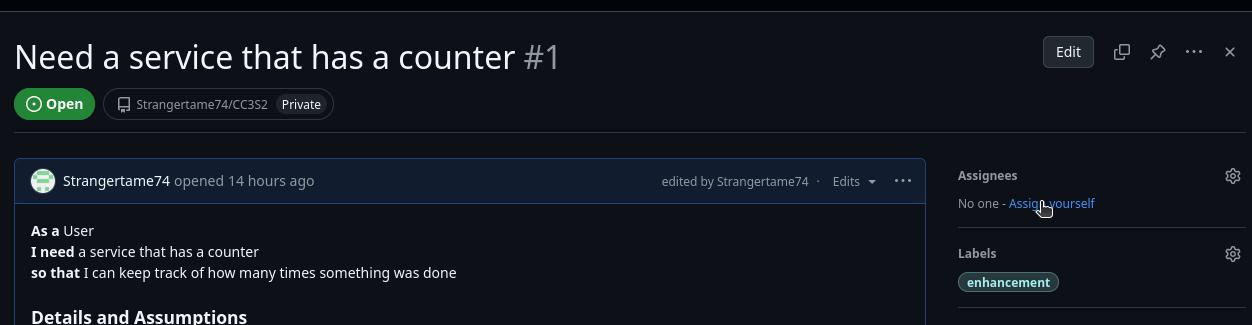 Need a service that has a counter #1
Edit
Open
Strangertame74/CC3S2 Private
Strangertame74 opened 14 hours ago
edited by Strangertame74 · Edits
As a User
I need a service that has a counter
so that I can keep track of how many times something was done
Details and Assumptions
Assignees
No one - Assign yourself
Labels
enhancement